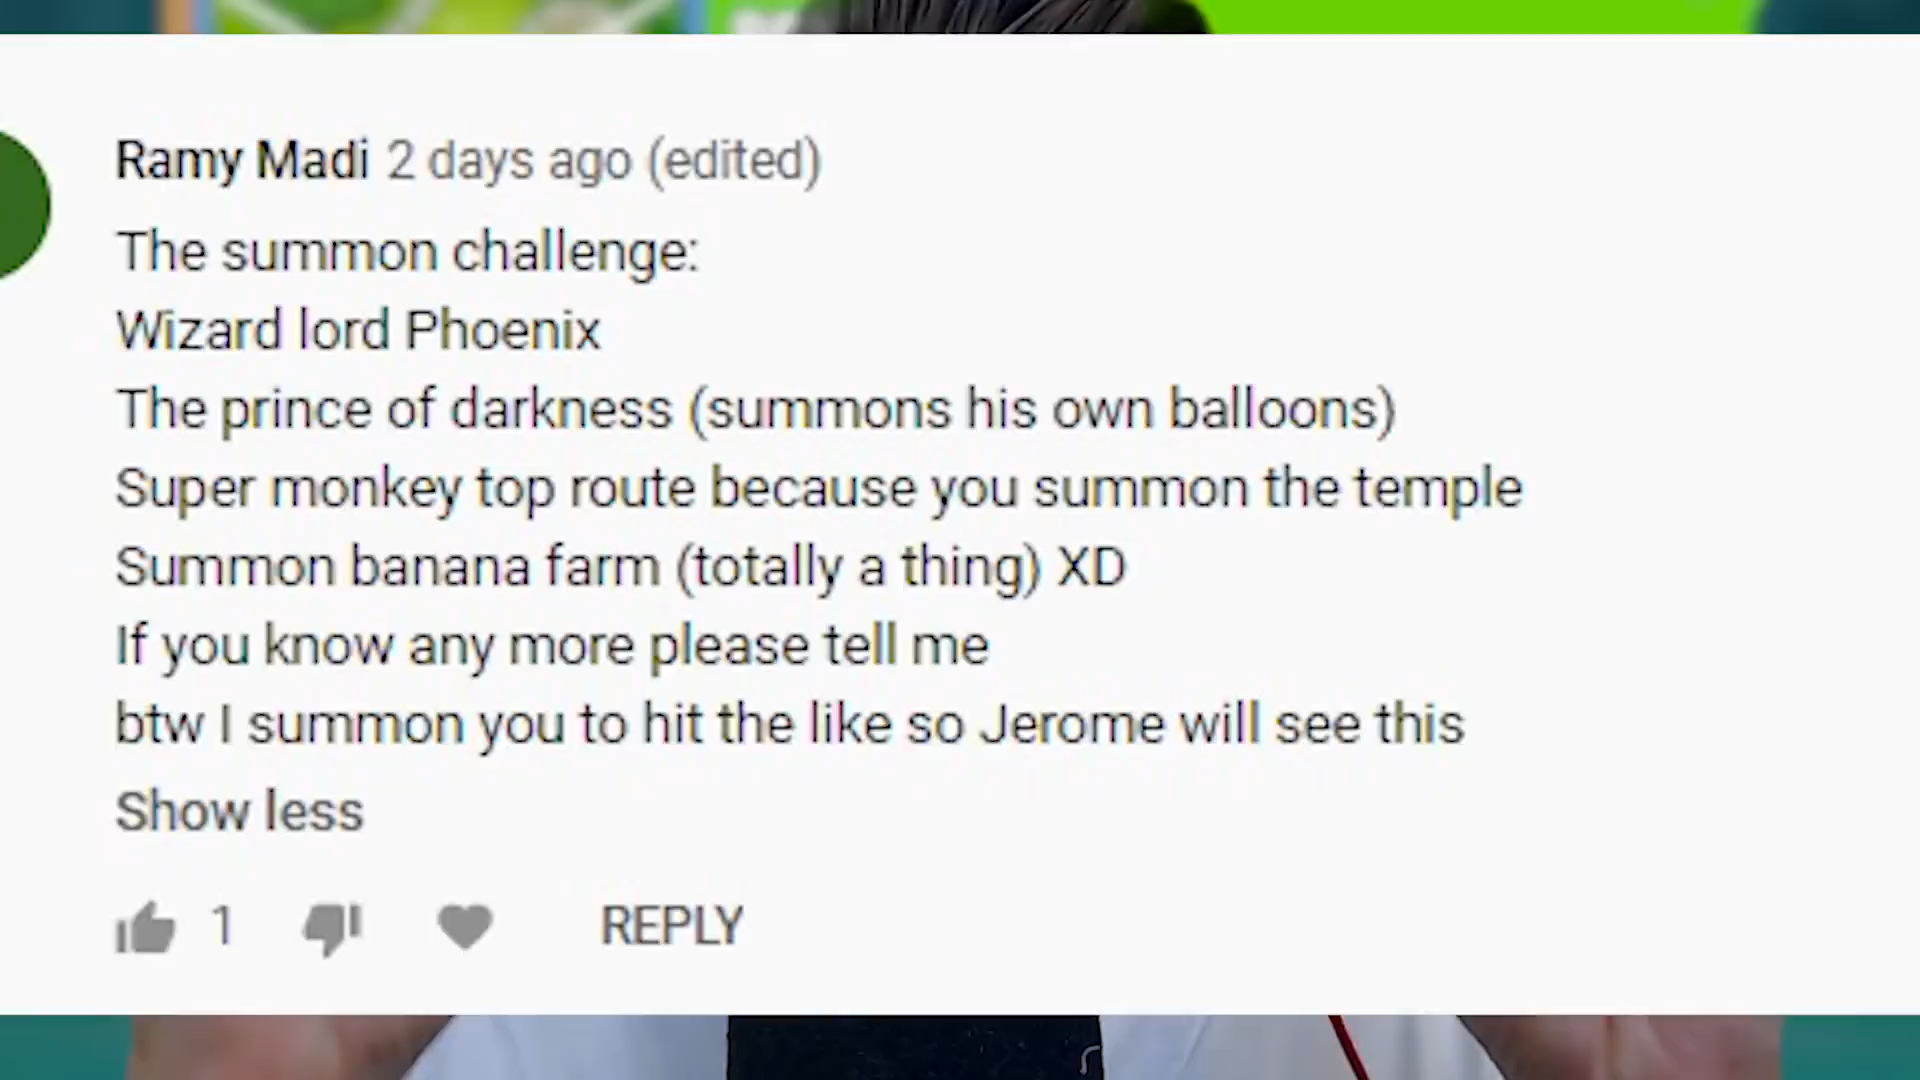 Ramy Madi 2 days ago (edited)
The summon challenge:
Wizard lord Phoenix
The prince of darkness (summons his own balloons)
Super monkey top route because you summon the temple
Summon banana farm (totally a thing) XD
If you know any more please tell me
btw I summon you to hit the like so Jerome will see this
Show less
1 REPLY